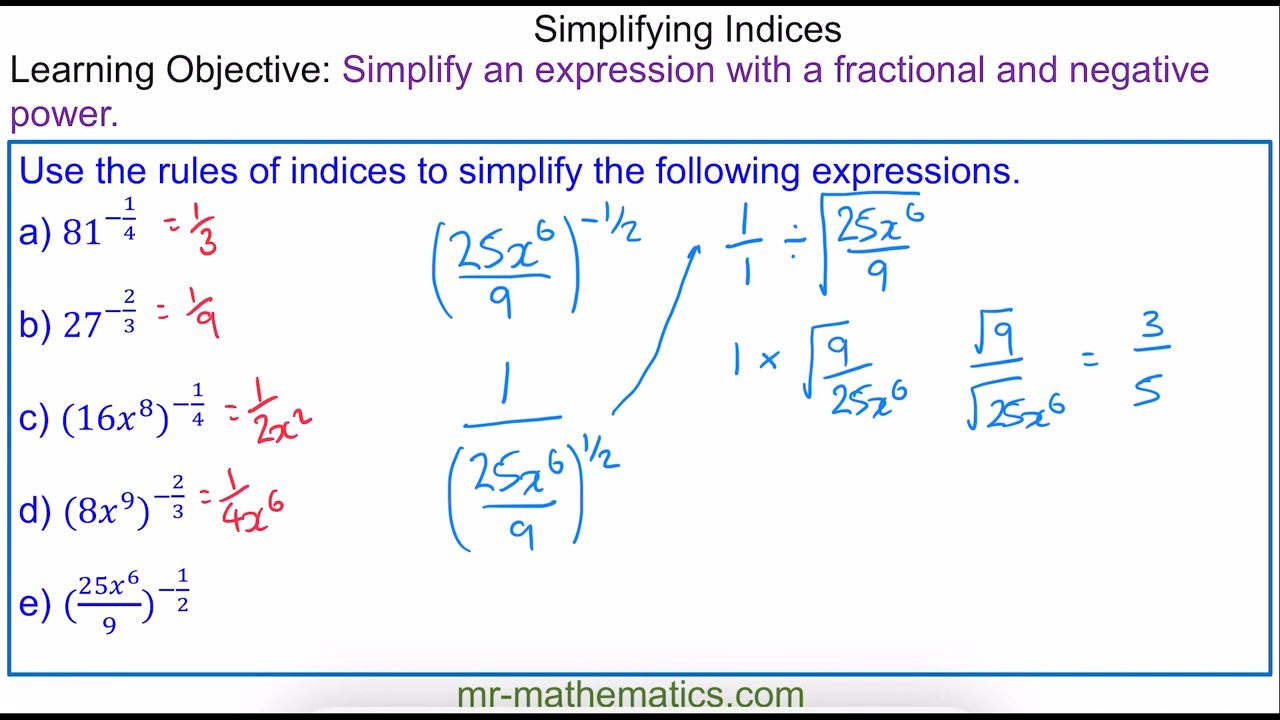 Simplifying Indices
Learning Objective: Simplify an expression with a fractional and negative
power.
Use the rules of indices to simplify the following expressions.
a) 81^(-1/4) = 1/3
b) 27^(-2/3) = 1/9
c) (16x^8)^(-1/4) = 1/(2x^2)
d) (8x^9)^(-2/3) = 1/(4x^6)
e) (25x^6/9)^(-1/2)
(25x^6/9)^(-1/2)
1/(25x^6/9)^(1/2)
1/1 ÷ √(25x^6/9)
1 × √(9/25x^6) √9/√25x^6 = 3/5
mr-mathematics.com